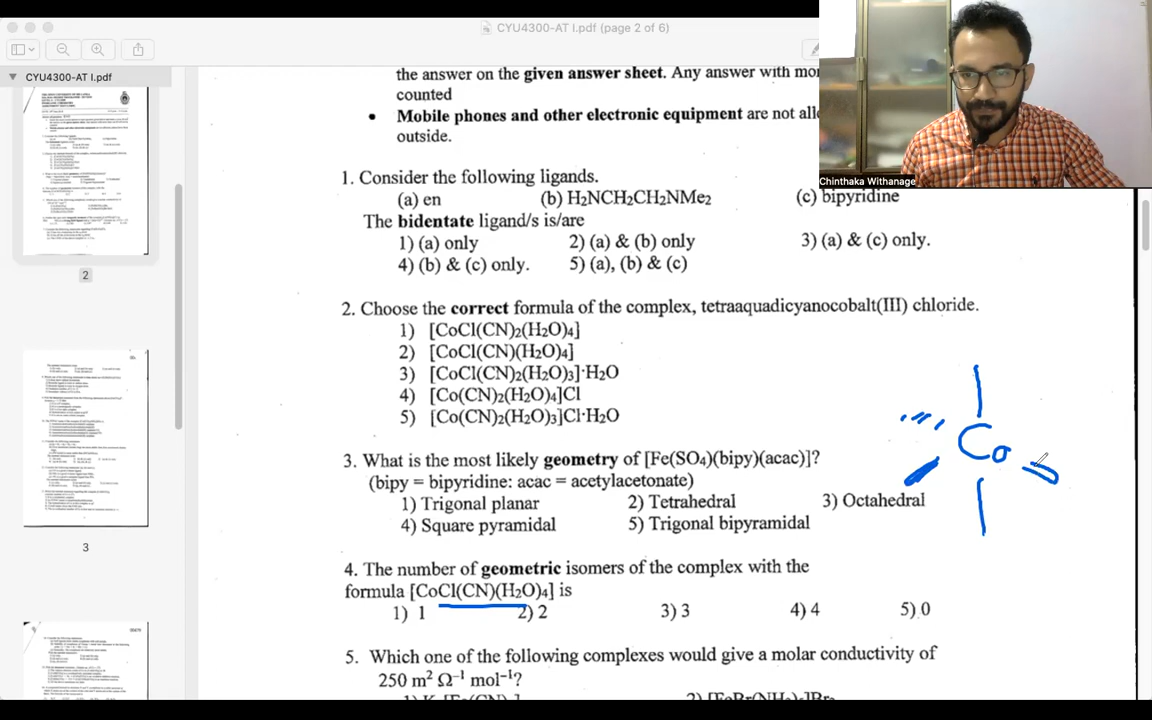 CYU4300-AT I.pdf (page 2 of 6)
CYU4300-AT I.pdf
the answer on the given answer sheet. Any answer with mo
counted
• Mobile phones and other electronic equipment are not all
outside.
Chinthaka Withanage
1. Consider the following ligands.
(a) en (b) H₂NCH₂CH₂NMe₂ (c) bipyridine
The bidentate ligand/s is/are
1) (a) only 2) (a) & (b) only 3) (a) & (c) only.
4) (b) & (c) only. 5) (a), (b) & (c)
2. Choose the correct formula of the complex, tetraaquadicyanocobalt(III) chloride.
1) [CoCl(CN)₂(H₂O)₄]
2) [CoCl(CN)(H₂O)₄]
3) [CoCl(CN)₂(H₂O)₃]·H₂O
4) [Co(CN)₂(H₂O)₄]Cl
5) [Co(CN)₂(H₂O)₃]Cl·H₂O
Co
3. What is the most likely geometry of [Fe(SO₄)(bipy)(acac)]?
(bipy = bipyridine: acac = acetylacetonate)
1) Trigonal planar 2) Tetrahedral 3) Octahedral
4) Square pyramidal 5) Trigonal bipyramidal
4. The number of geometric isomers of the complex with the
formula [CoCl(CN)(H₂O)₄] is
1) 1 2) 2 3) 3 4) 4 5) 0
5. Which one of the following complexes would give a molar conductivity of
250 m² Ω⁻¹ mol⁻¹?
2
3